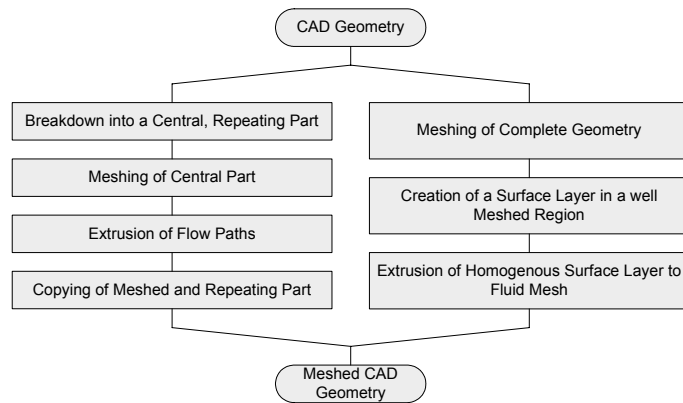 CAD Geometry
Breakdown into a Central, Repeating Part
Meshing of Central Part
Extrusion of Flow Paths
Copying of Meshed and Repeating Part
Meshing of Complete Geometry
Creation of a Surface Layer in a well
Meshed Region
Extrusion of Homogenous Surface Layer to
Fluid Mesh
Meshed CAD
Geometry